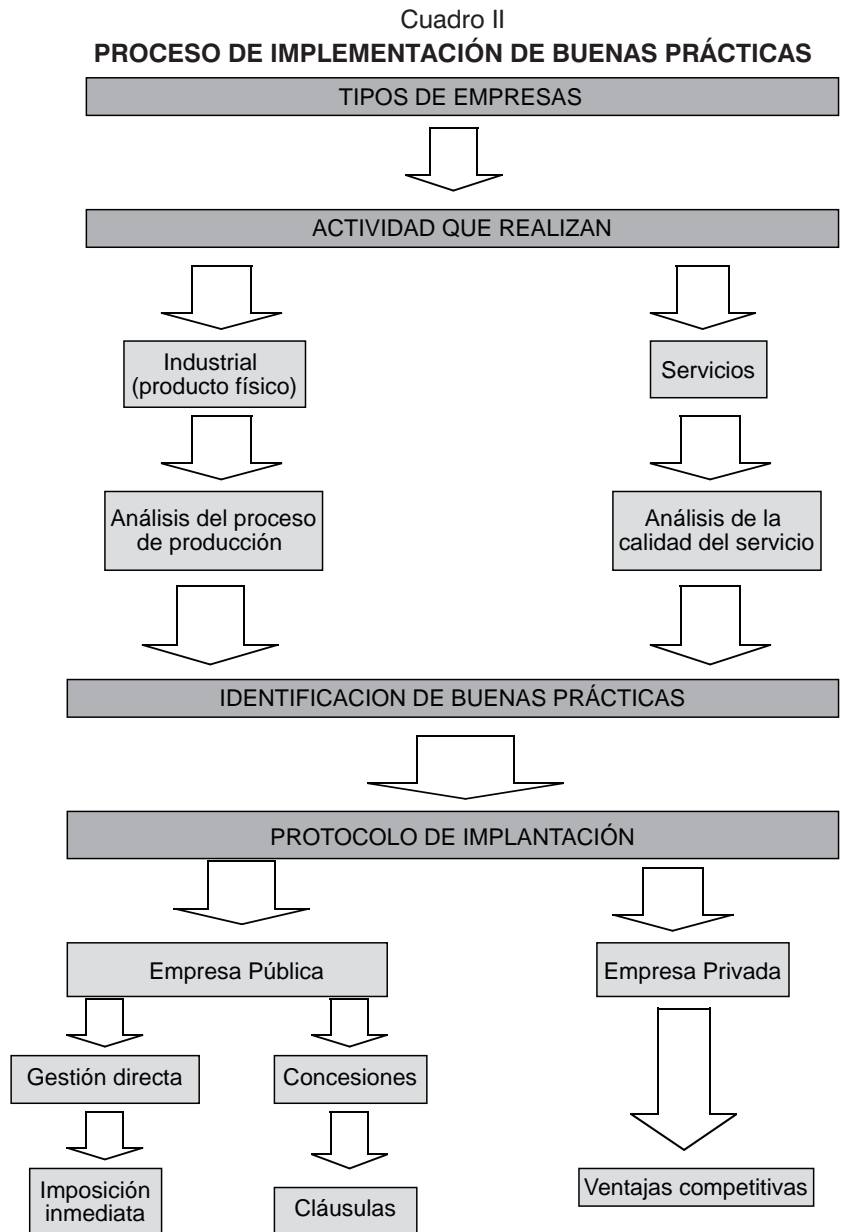 Cuadro II
PROCESO DE IMPLEMENTACIÓN DE BUENAS PRÁCTICAS
TIPOS DE EMPRESAS
ACTIVIDAD QUE REALIZAN
Industrial
(producto físico)
Servicios
Análisis del proceso
de producción
Análisis de la
calidad del servicio
IDENTIFICACION DE BUENAS PRÁCTICAS
PROTOCOLO DE IMPLANTACIÓN
Empresa Pública
Empresa Privada
Gestión directa
Concesiones
Imposición
inmediata
Cláusulas
Ventajas competitivas